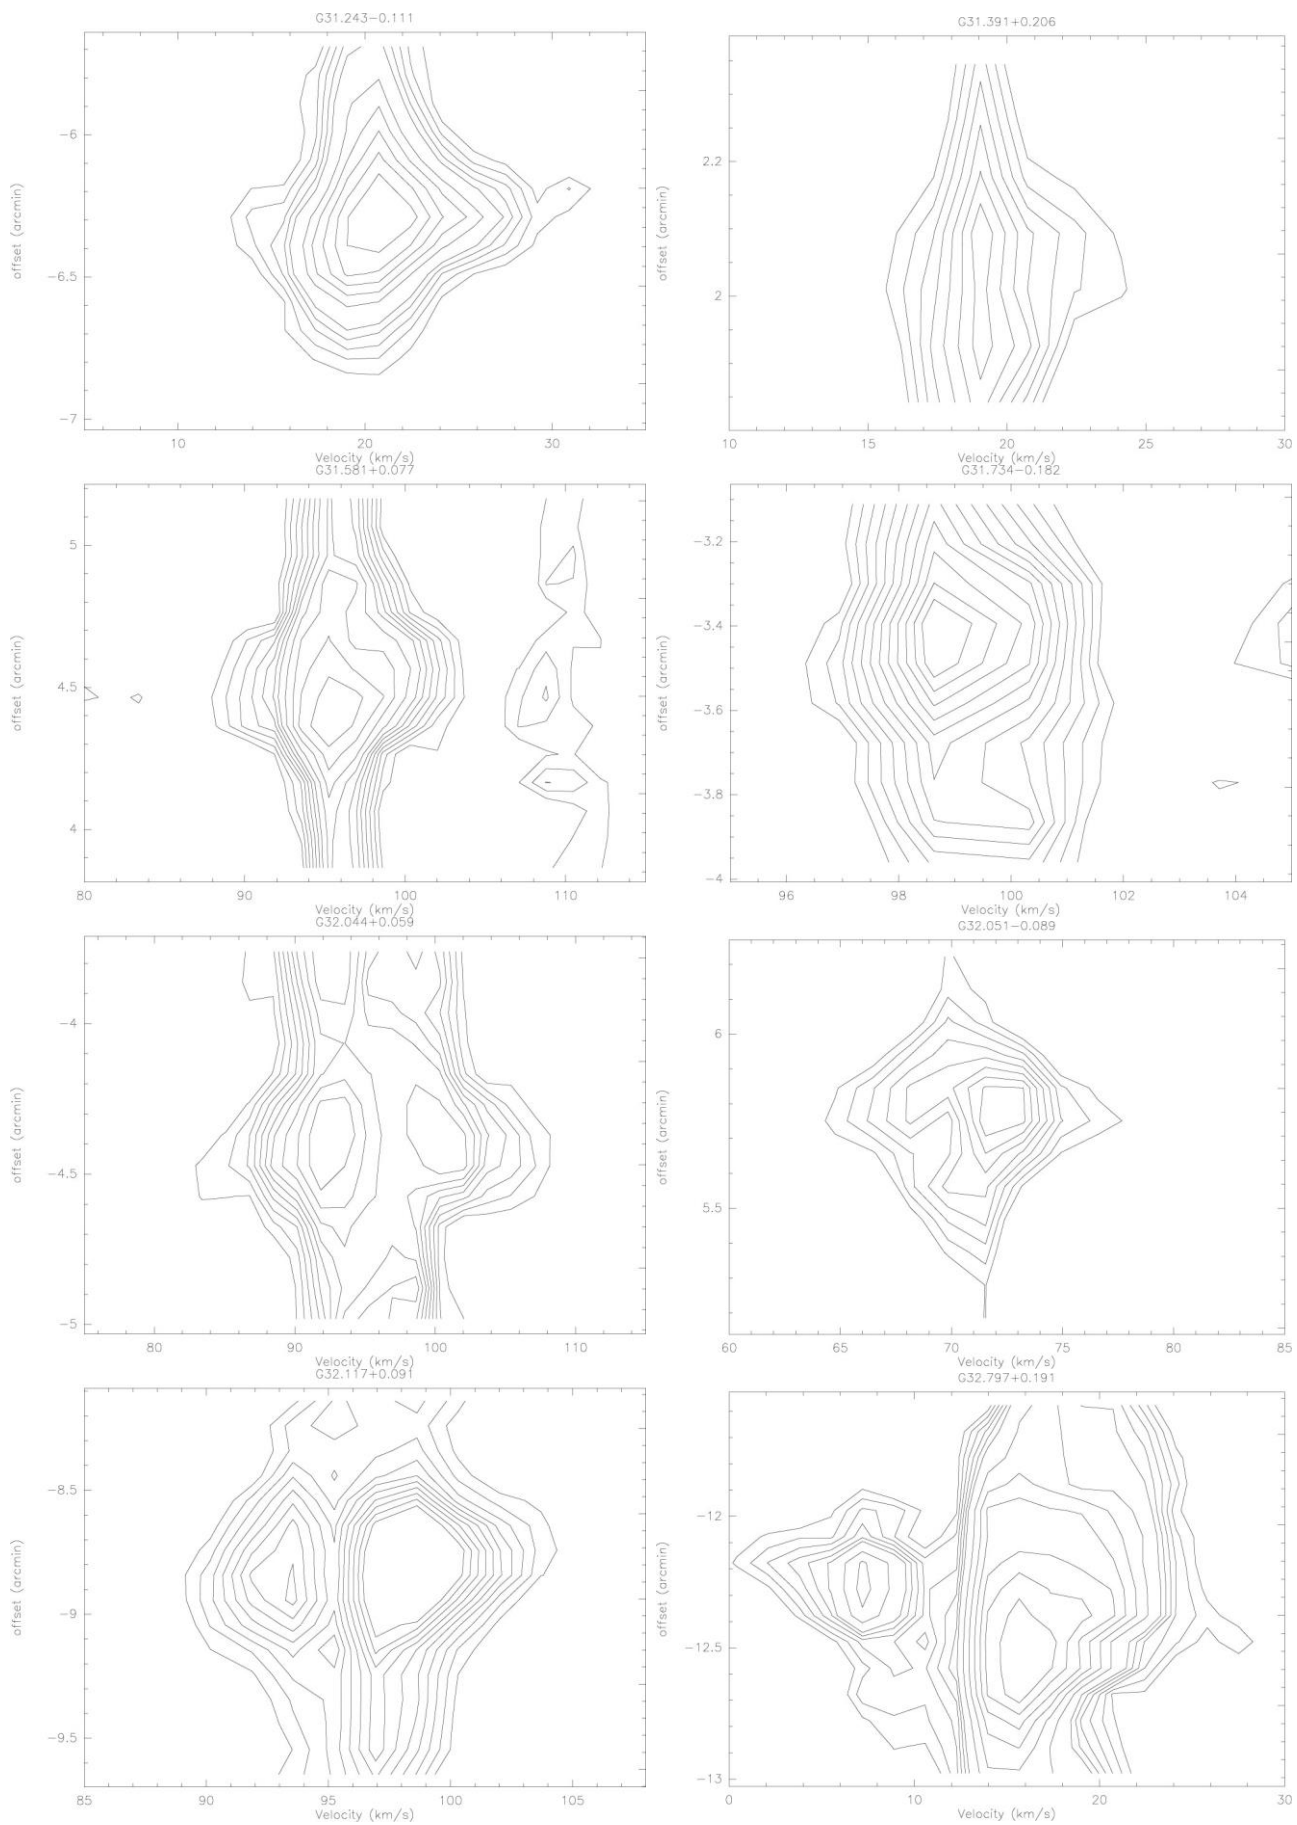 G31.243−0.111
G31.391+0.206
offset (arcmin)
−6
−6.5
−7
10
20
30
Velocity (km/s)
offset (arcmin)
2.2
2
10
15
20
25
30
Velocity (km/s)
G31.581+0.077
G31.734−0.182
offset (arcmin)
5
4.5
4
80
90
100
110
Velocity (km/s)
offset (arcmin)
−3.2
−3.4
−3.6
−3.8
−4
96
98
100
102
104
Velocity (km/s)
G32.044+0.059
G32.051−0.089
offset (arcmin)
−4
−4.5
−5
80
90
100
110
Velocity (km/s)
offset (arcmin)
6
5.5
60
65
70
75
80
85
Velocity (km/s)
G32.117+0.091
G32.797+0.191
offset (arcmin)
−8.5
−9
−9.5
85
90
95
100
105
Velocity (km/s)
offset (arcmin)
−12
−12.5
−13
0
10
20
30
Velocity (km/s)